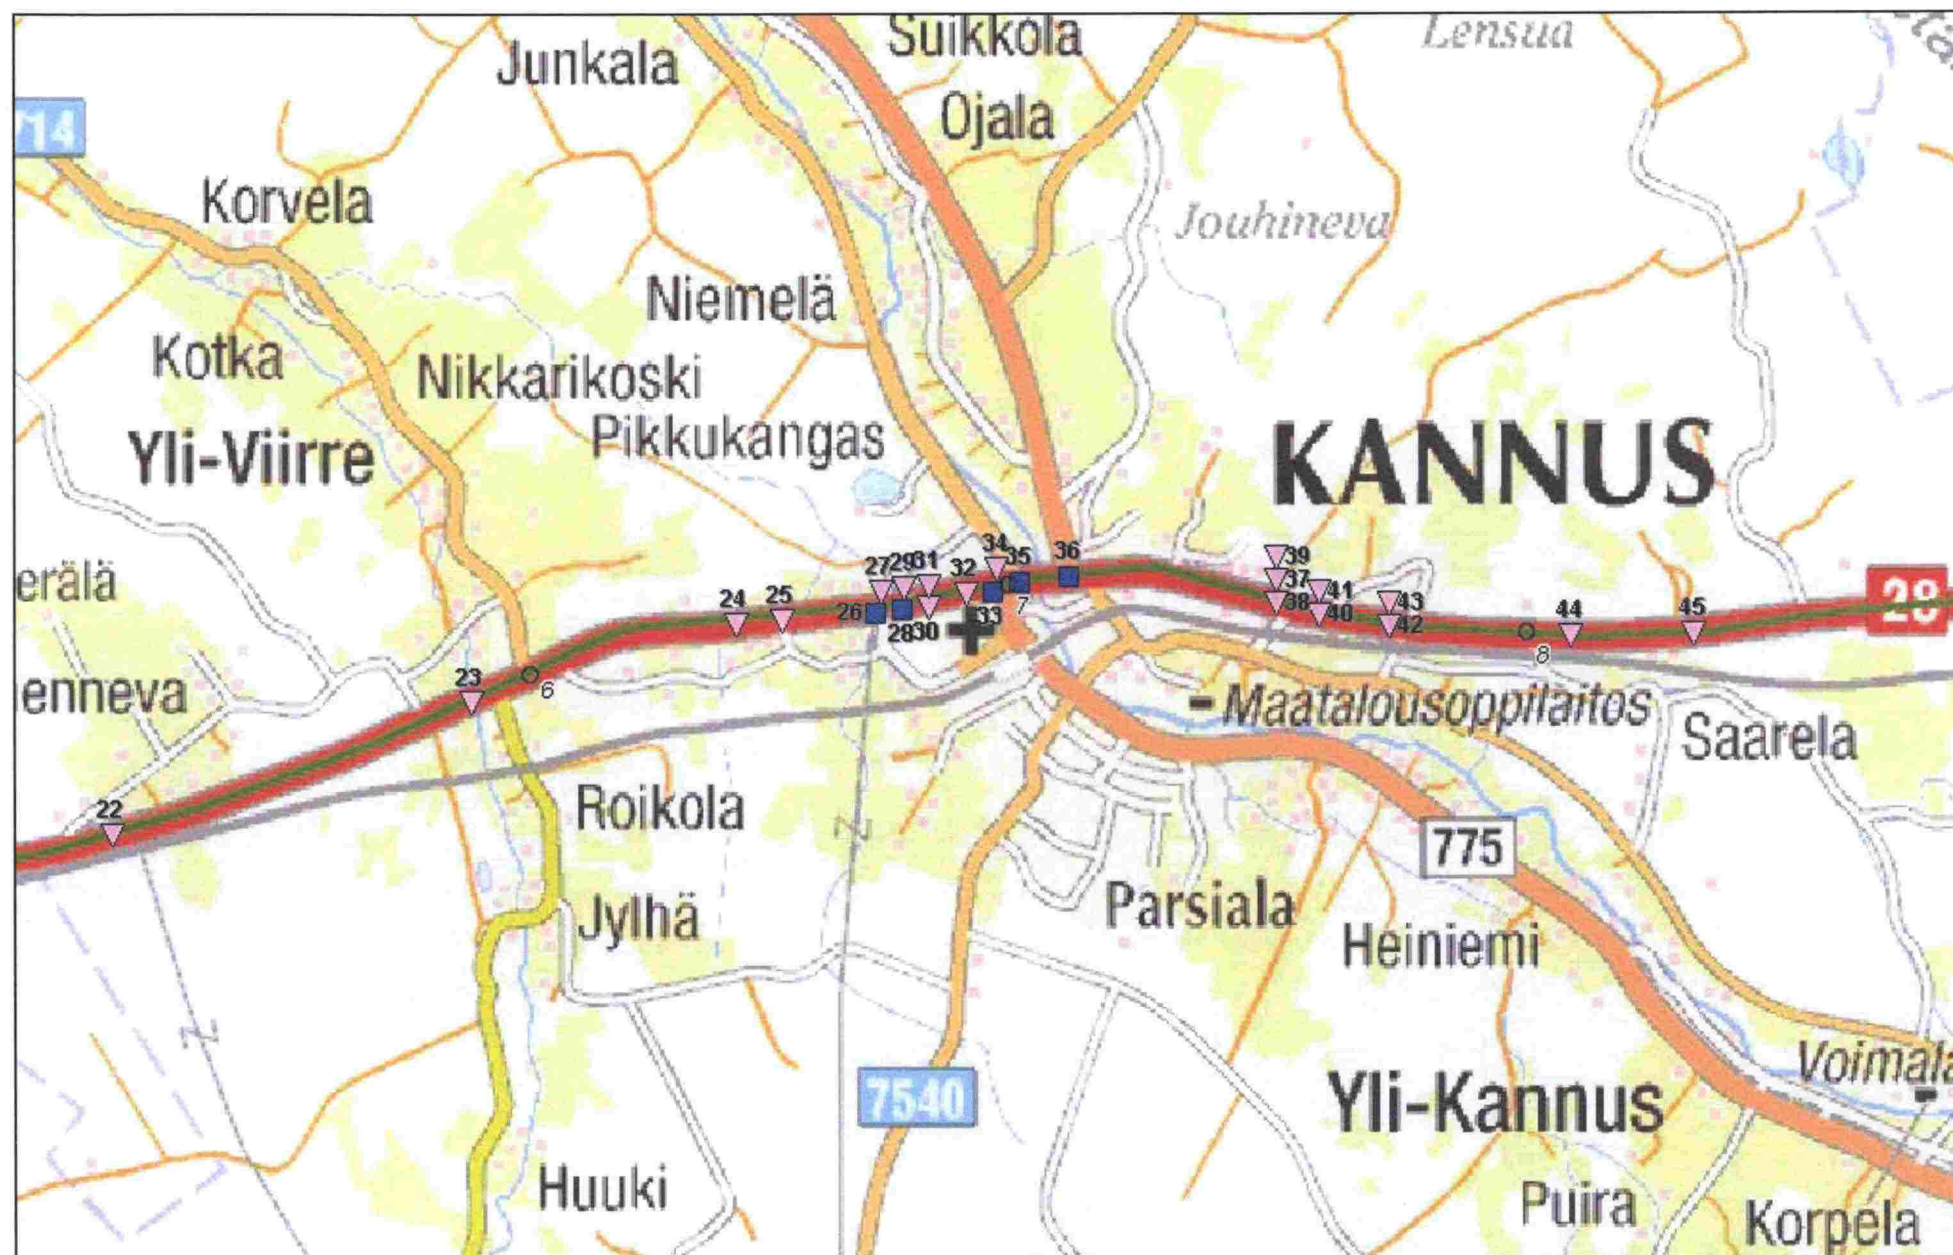 Suikkola
Lensua
Junkala
Ojala
714
Korvela
Jouhineva
Niemelä
Kotka
Nikkarikoski
Pikkukangas
KANNUS
Yli-Viirre
34
35
36
39
27
29
31
32
37
41
erälä
24
25
26
28
30
33
7
38
40
43
42
44
45
28
8
23
6
enneva
Maatalousoppilaitos
Saarela
22
Roikola
775
Jylhä
Parsiala
Heiniemi
Voimala
7540
Yli-Kannus
Huuki
Puira
Korpela